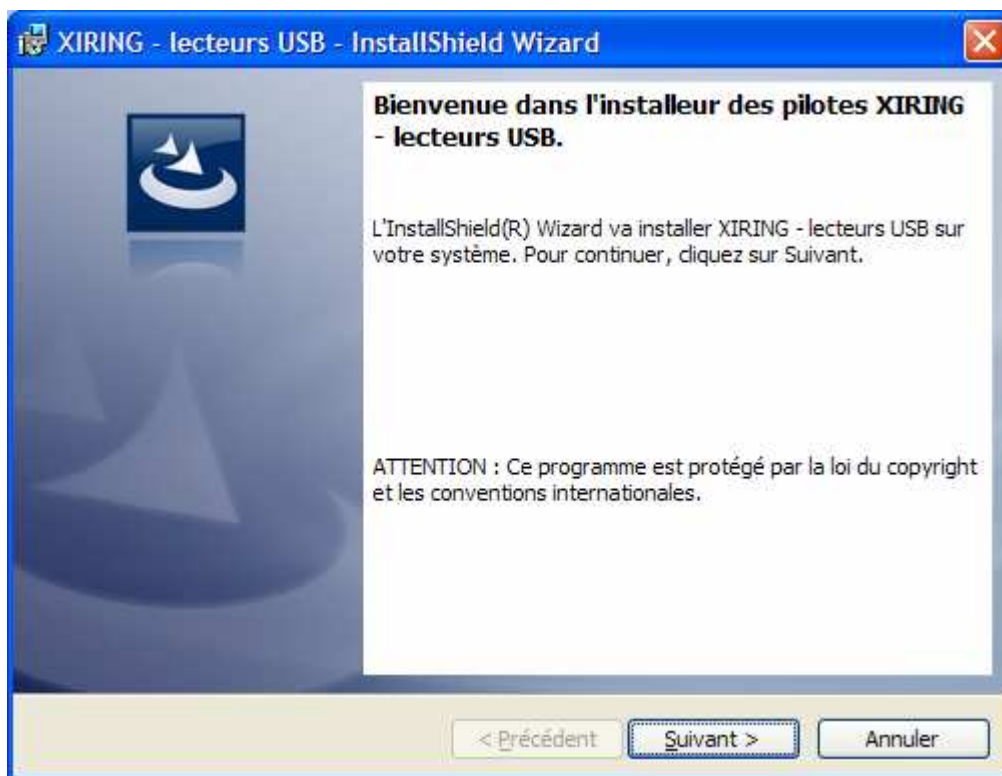 XIRING - lecteurs USB - InstallShield Wizard
Bienvenue dans l'installeur des pilotes XIRING
- lecteurs USB.
L'InstallShield(R) Wizard va installer XIRING - lecteurs USB sur
votre système. Pour continuer, cliquez sur Suivant.
ATTENTION : Ce programme est protégé par la loi du copyright
et les conventions internationales.
< Précédent Suivant > Annuler